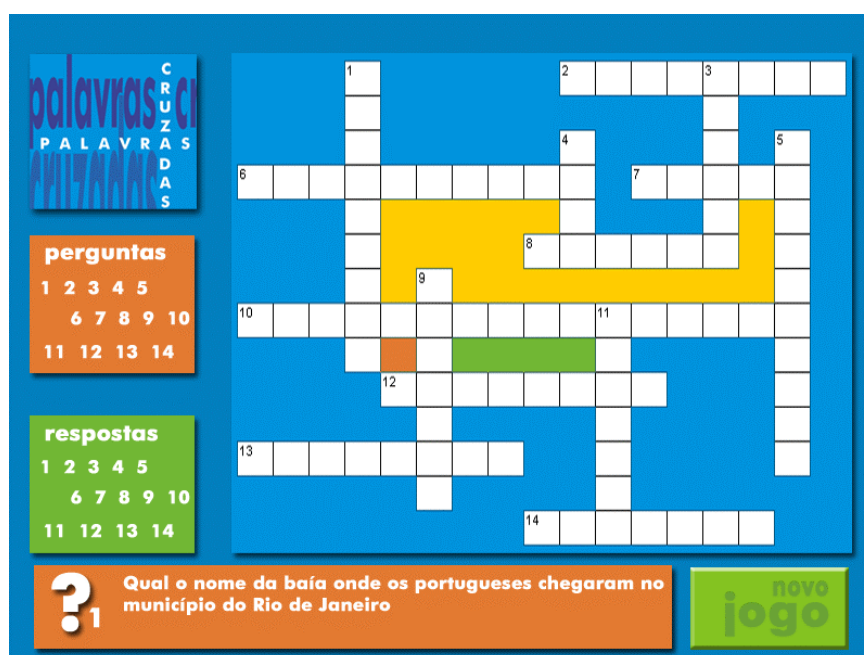 palavras cr
PALAVRAS
CRUZADAS
cruzadas
perguntas
1 2 3 4 5
6 7 8 9 10
11 12 13 14
respostas
1 2 3 4 5
6 7 8 9 10
11 12 13 14
1
2
3
4
5
6
7
8
9
10
11
12
13
14
?1
Qual o nome da baía onde os portugueses chegaram no
município do Rio de Janeiro
novo
jogo